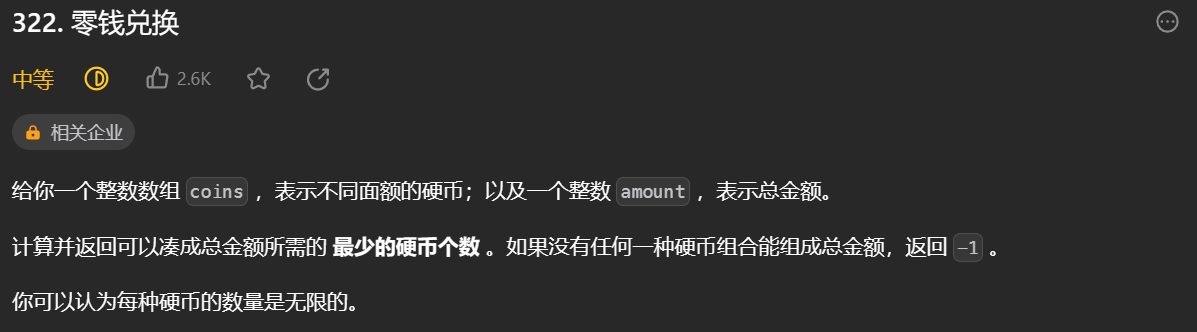 322. 零钱兑换
中等
2.6K
相关企业
给你一个整数数组 coins ，表示不同面额的硬币；以及一个整数 amount ，表示总金额。
计算并返回可以凑成总金额所需的 最少的硬币个数 。如果没有任何一种硬币组合能组成总金额，返回 -1 。
你可以认为每种硬币的数量是无限的。